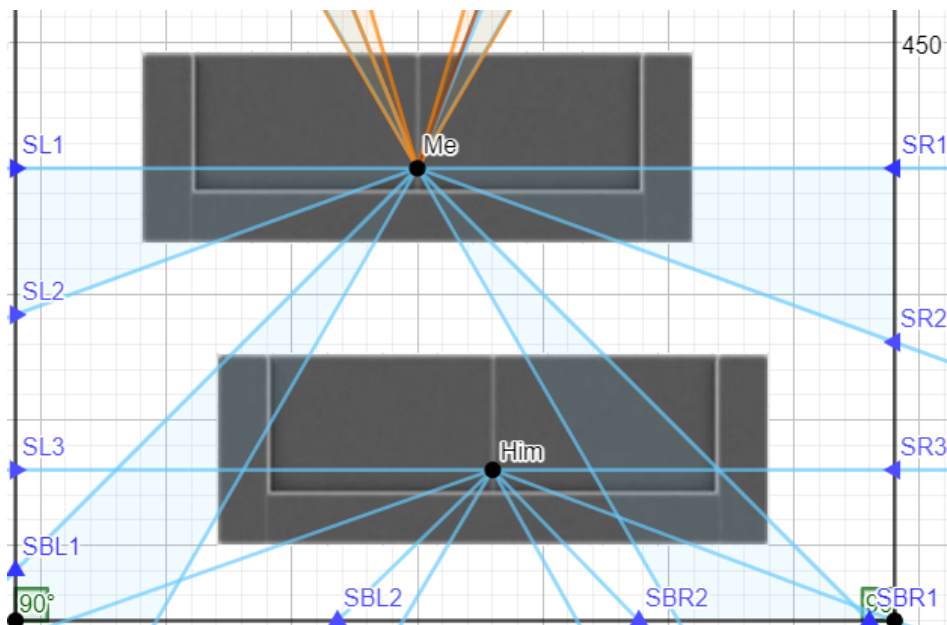 450
SL1
Me
SR1
SL2
SR2
SL3
Him
SR3
SBL1
90°
SBL2
SBR2
SBR1